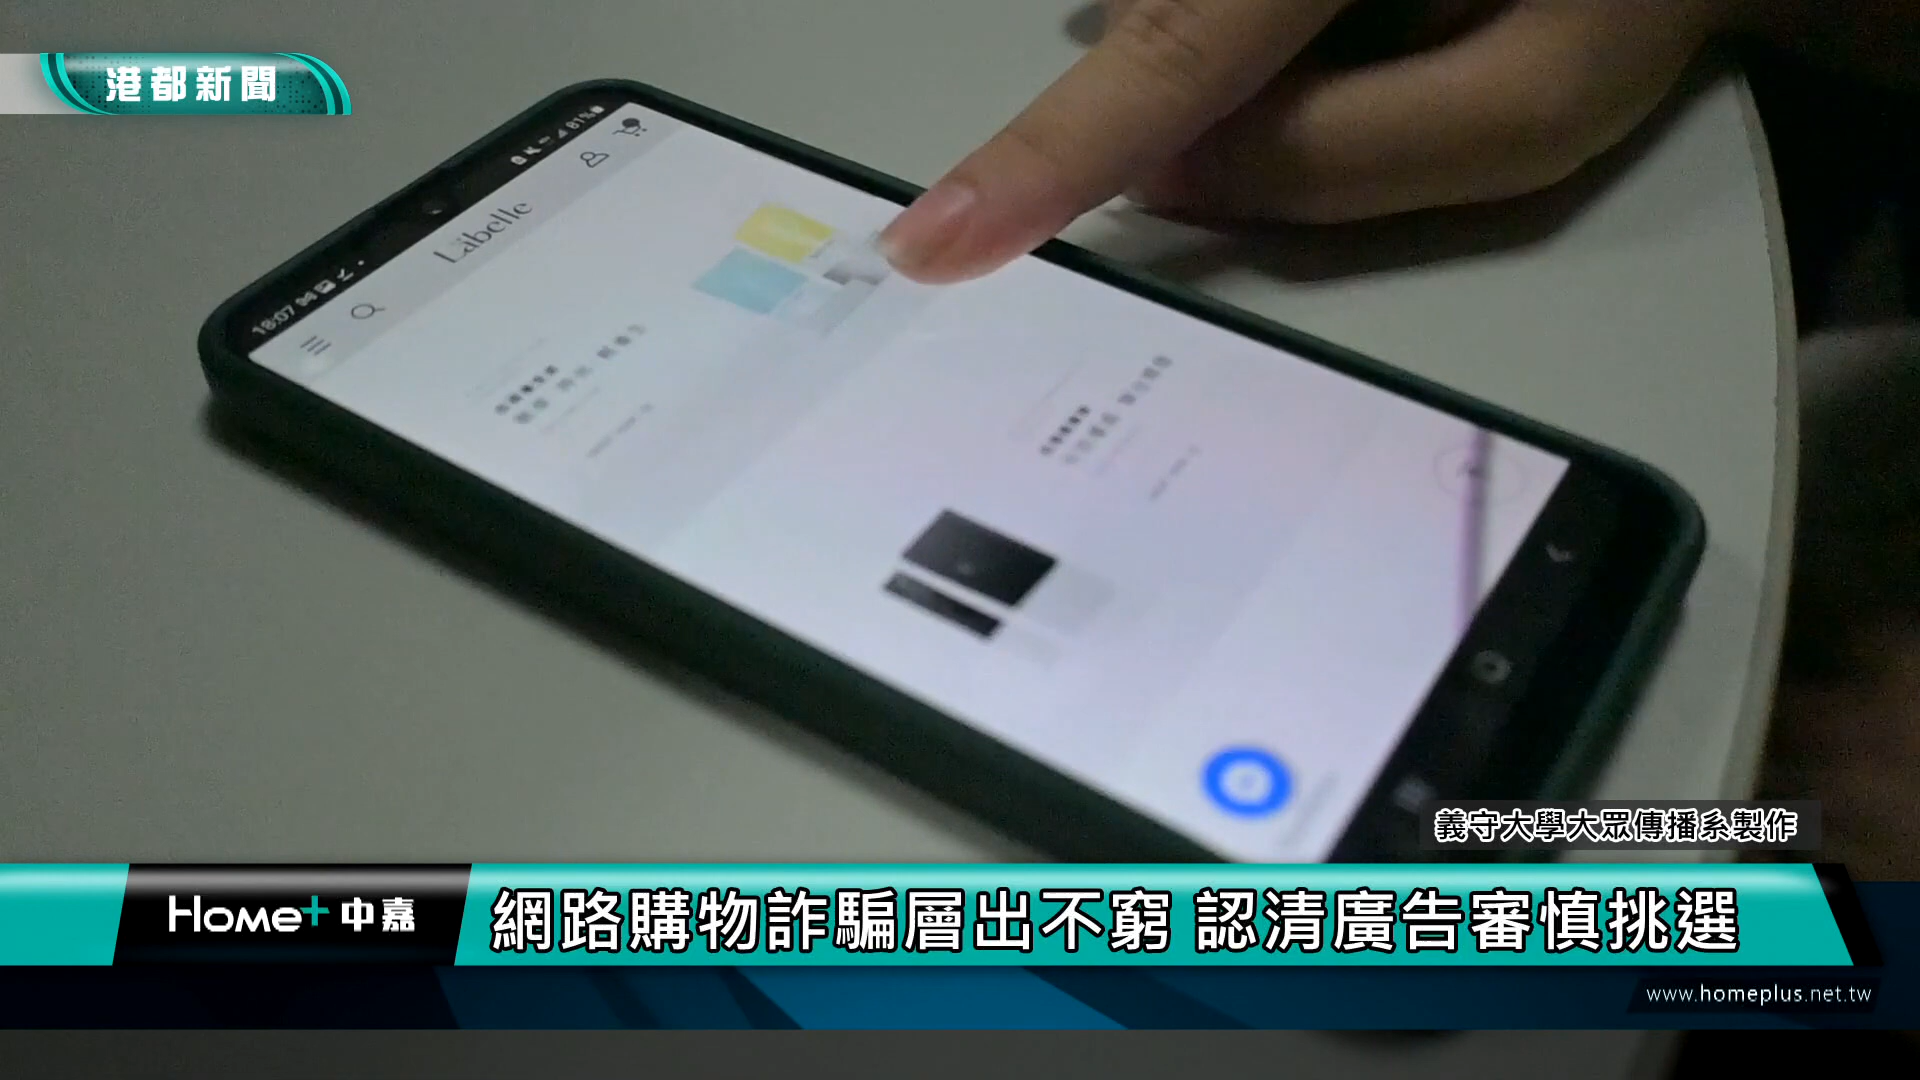 港都新聞
18:07
81%
Läbelle
義守大學大眾傳播系製作
Home+ 中嘉
網路購物詐騙層出不窮 認清廣告審慎挑選
www.homeplus.net.tw